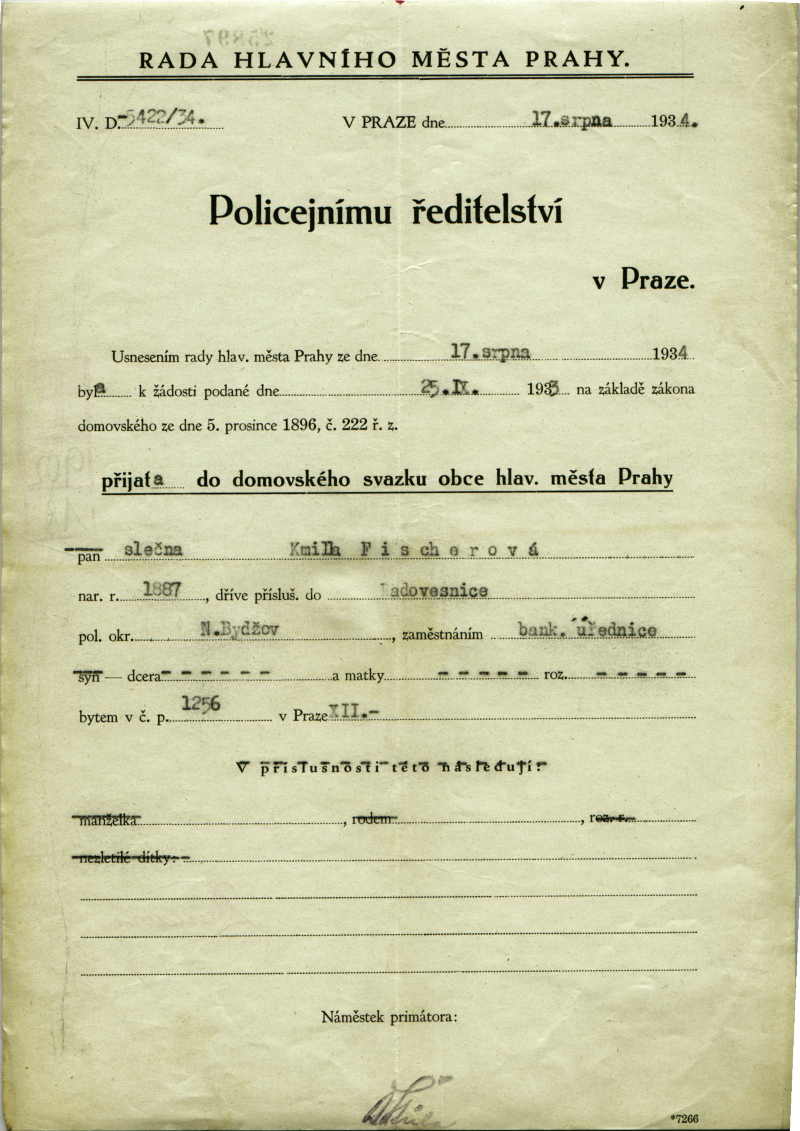 RADA HLAVNÍHO MĚSTA PRAHY.
IV. D. 5422/34. V PRAZE dne 17.srpna 1934.
Policejnímu ředitelství
v Praze.
Usnesením rady hlav. města Prahy ze dne 17.srpna 1934
byla k žádosti podané dne 25.IX. 1933 na základě zákona
domovského ze dne 5. prosince 1896, č. 222 ř. z.
přijata do domovského svazku obce hlav. města Prahy
pan slečna Kmila Fischerová
nar. r. 1887, dříve přísluš. do Ladovesnice
pol. okr. N.Bydžov, zaměstnáním bank. úřednice
syn — dcera - - - - - a matky - - - - - roz. - - - - -
bytem v č. p. 1256 v Praze XII.-
V příslušnosti této následují:
manželka, rodem, roz. r.
nezletilé dítky:
Náměstek primátora:
*7266